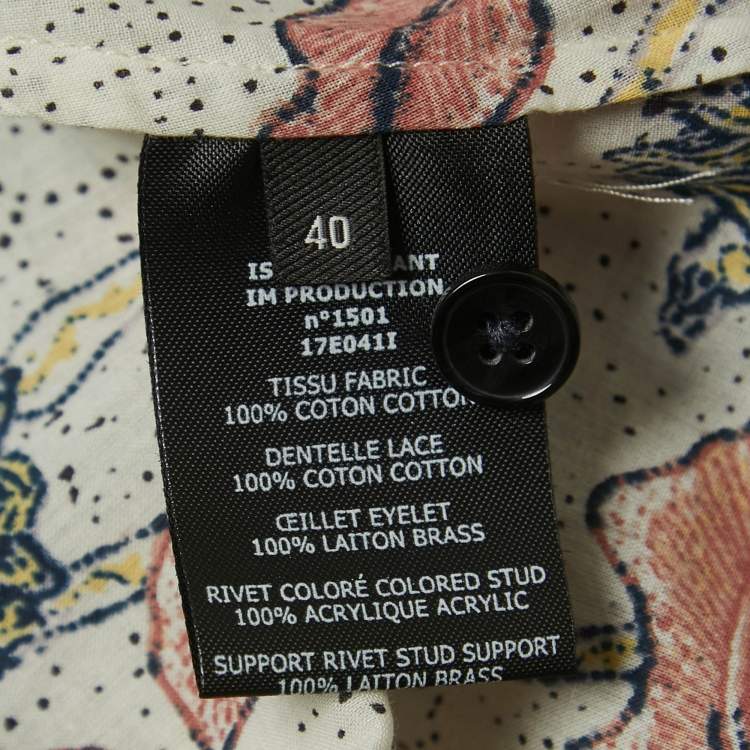 40
IS ANT
IM PRODUCTION
n°1501
17E041I
TISSU FABRIC
100% COTON COTTON
DENTELLE LACE
100% COTON COTTON
ŒILLET EYELET
100% LAITON BRASS
RIVET COLORÉ COLORED STUD
100% ACRYLIQUE ACRYLIC
SUPPORT RIVET STUD SUPPORT
100% LAITON BRASS